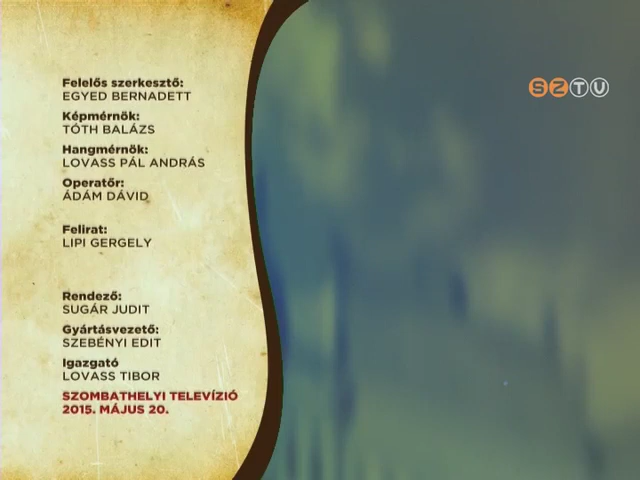 Felelős szerkesztő:
EGYED BERNADETT
Képmérnök:
TÓTH BALÁZS
Hangmérnök:
LOVASS PÁL ANDRÁS
Operatőr:
ÁDÁM DÁVID
Felirat:
LIPI GERGELY
Rendező:
SUGÁR JUDIT
Gyártásvezető:
SZEBÉNYI EDIT
Igazgató
LOVASS TIBOR
SZOMBATHELYI TELEVÍZIÓ
2015. MÁJUS 20.
SZTV